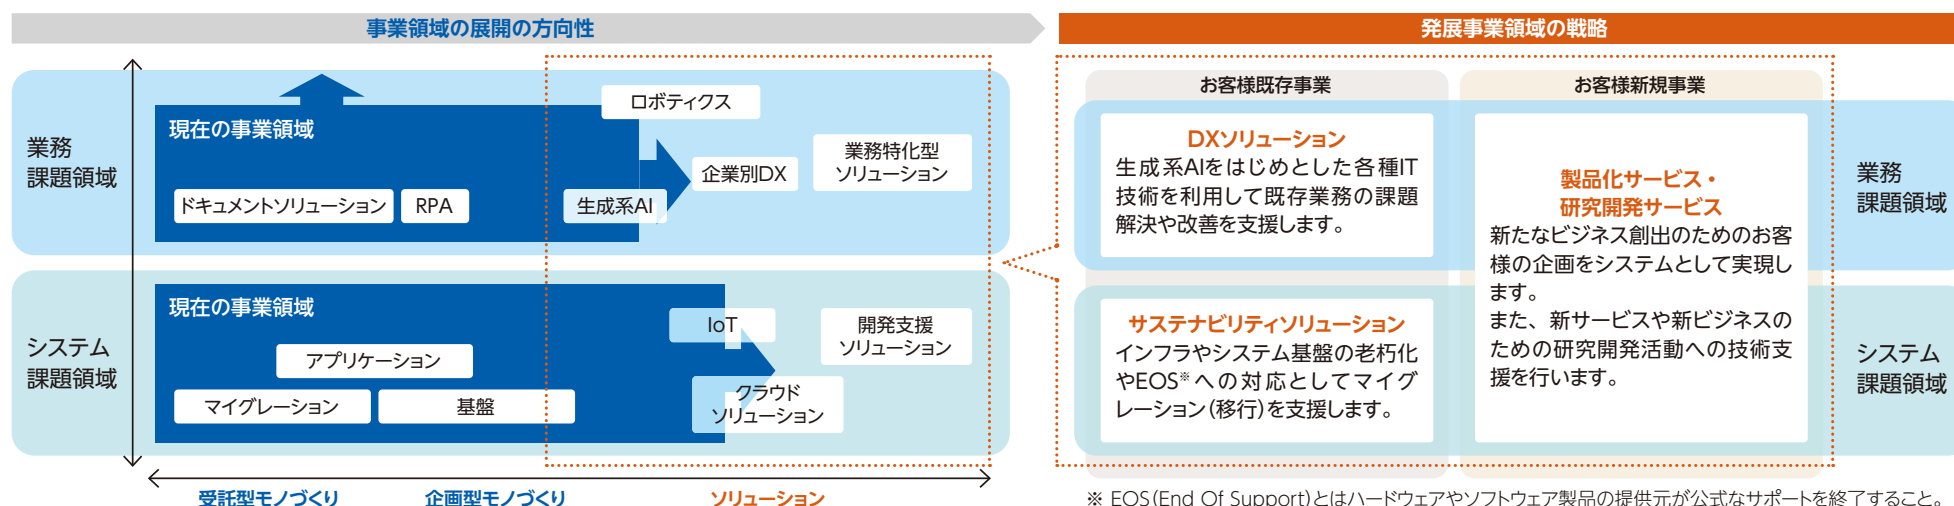 事業領域の展開の方向性
業務
課題領域
現在の事業領域
ロボティクス
ドキュメントソリューション
RPA
生成系AI
企業別DX
業務特化型
ソリューション
システム
課題領域
現在の事業領域
アプリケーション
マイグレーション
基盤
IoT
クラウド
ソリューション
開発支援
ソリューション
受託型モノづくり
企画型モノづくり
ソリューション
発展事業領域の戦略
お客様既存事業
お客様新規事業
DXソリューション
生成系AIをはじめとした各種IT
技術を利用して既存業務の課題
解決や改善を支援します。
サステナビリティソリューション
インフラやシステム基盤の老朽化
やEOS※への対応としてマイグ
レーション(移行)を支援します。
製品化サービス・
研究開発サービス
新たなビジネス創出のためのお客
様の企画をシステムとして実現し
ます。
また、新サービスや新ビジネスの
ための研究開発活動への技術支
援を行います。
業務
課題領域
システム
課題領域
※ EOS(End Of Support)とはハードウェアやソフトウェア製品の提供元が公式なサポートを終了すること。